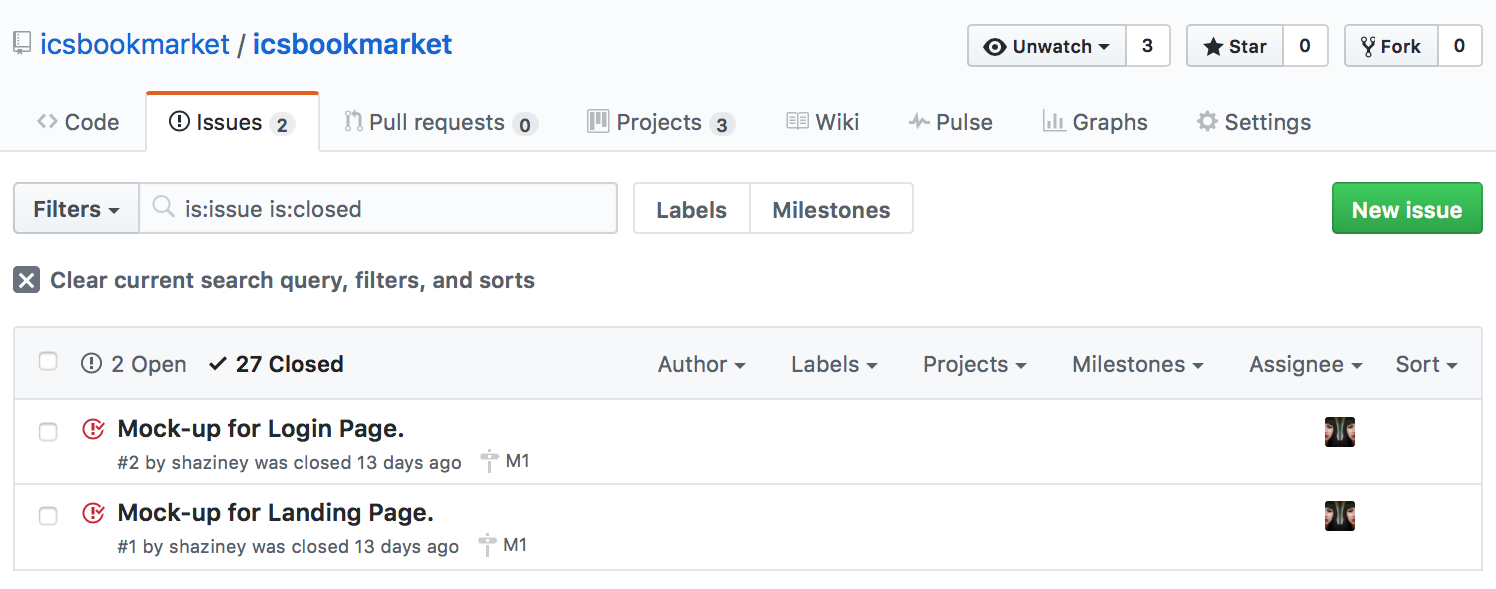 icsbookmarket / icsbookmarket
Unwatch 3
Star 0
Fork 0
Code
Issues 2
Pull requests 0
Projects 3
Wiki
Pulse
Graphs
Settings
Filters
is:issue is:closed
Labels
Milestones
New issue
Clear current search query, filters, and sorts
2 Open
27 Closed
Author
Labels
Projects
Milestones
Assignee
Sort
Mock-up for Login Page.
#2 by shaziney was closed 13 days ago M1
Mock-up for Landing Page.
#1 by shaziney was closed 13 days ago M1